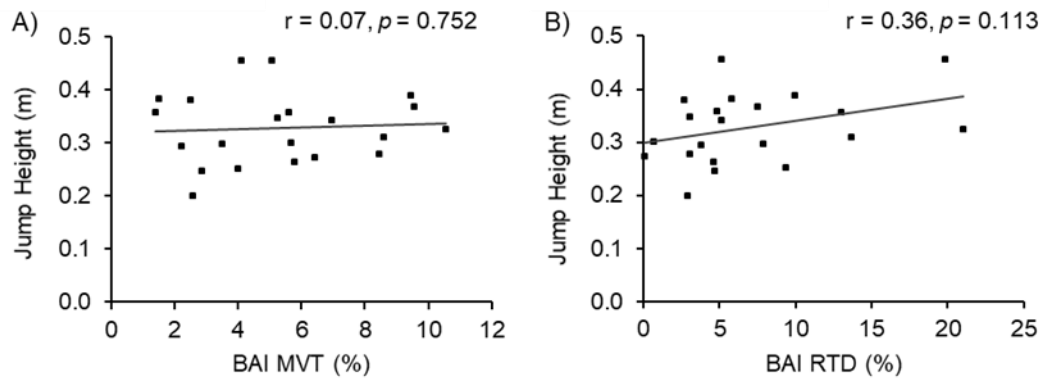 A)
r = 0.07, p = 0.752
Jump Height (m)
0.5
0.4
0.3
0.2
0.1
0.0
0 2 4 6 8 10 12
BAI MVT (%)
B)
r = 0.36, p = 0.113
Jump Height (m)
0.5
0.4
0.3
0.2
0.1
0.0
0 5 10 15 20 25
BAI RTD (%)